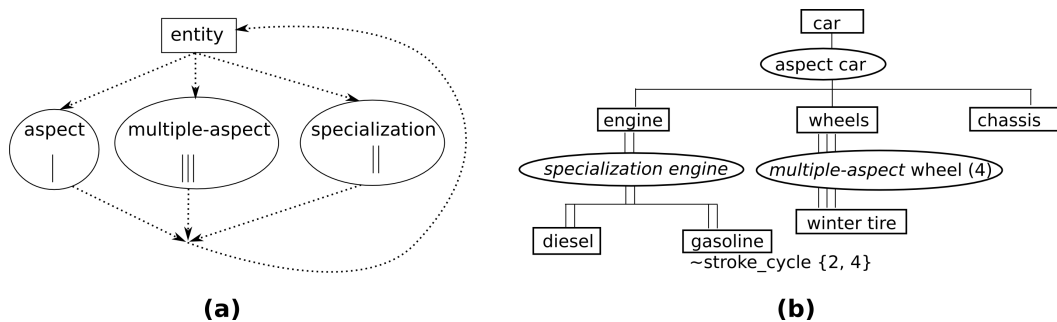 entity
aspect
multiple-aspect
specialization
(a)
car
aspect car
engine
wheels
chassis
specialization engine
multiple-aspect wheel (4)
diesel
gasoline
winter tire
~stroke_cycle {2, 4}
(b)